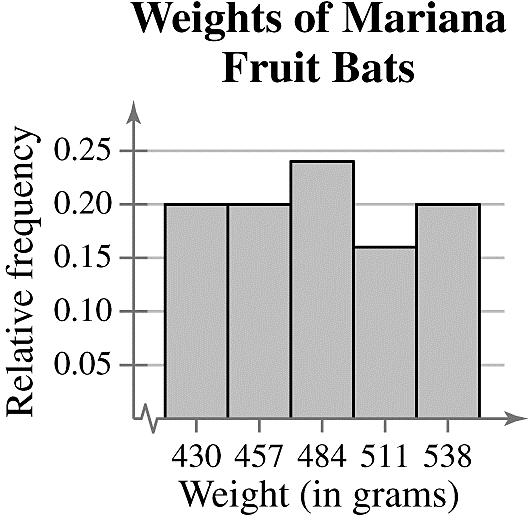 Weights of Mariana
Fruit Bats
Relative frequency
0.25
0.20
0.15
0.10
0.05
430 457 484 511 538
Weight (in grams)